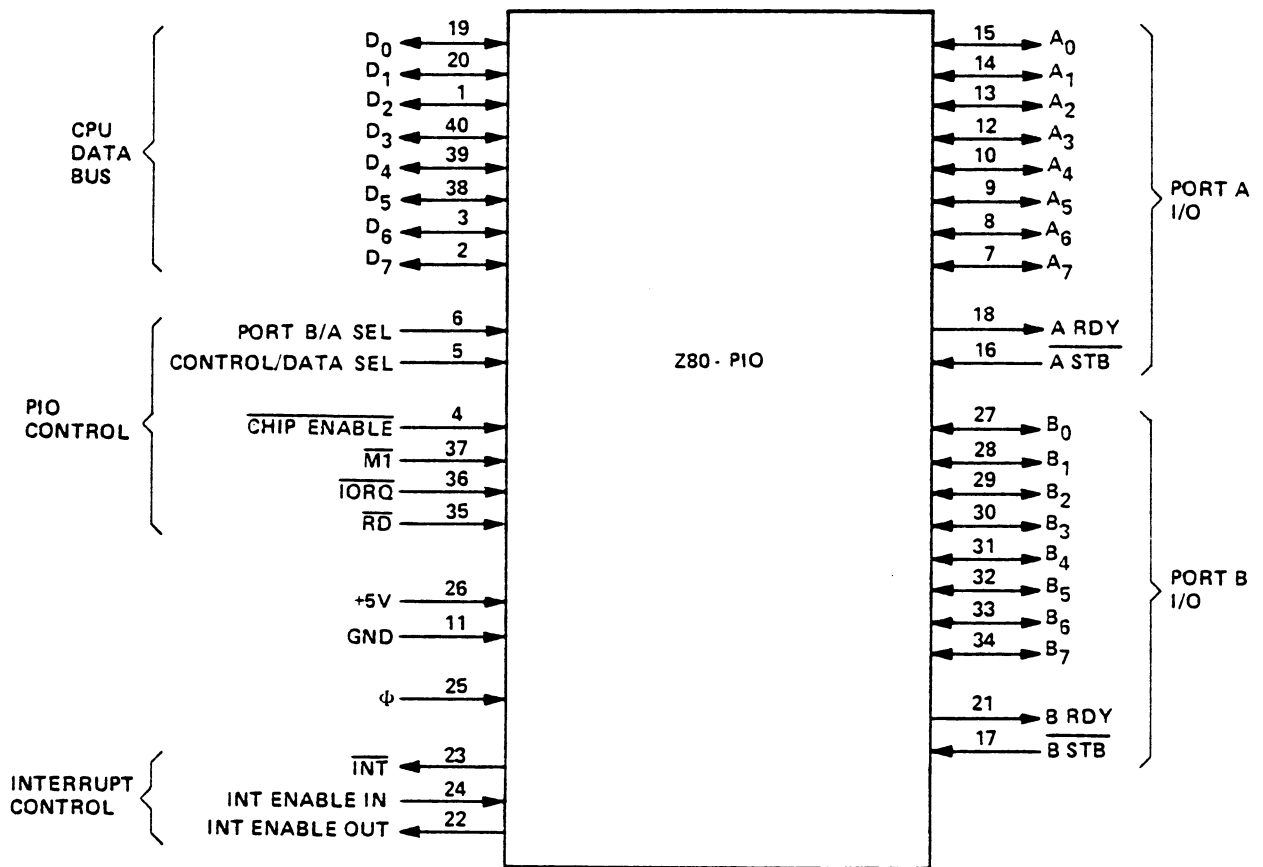 CPU
DATA
BUS
D0 19
D1 20
D2 1
D3 40
D4 39
D5 38
D6 3
D7 2
PIO
CONTROL
PORT B/A SEL 6
CONTROL/DATA SEL 5
CHIP ENABLE 4
M1 37
IORQ 36
RD 35
+5V 26
GND 11
ϕ 25
INTERRUPT
CONTROL
INT 23
INT ENABLE IN 24
INT ENABLE OUT 22
Z80 - PIO
15 A0
14 A1
13 A2
12 A3
10 A4
9 A5
8 A6
7 A7
18 A RDY
16 A STB
PORT A
I/O
27 B0
28 B1
29 B2
30 B3
31 B4
32 B5
33 B6
34 B7
21 B RDY
17 B STB
PORT B
I/O